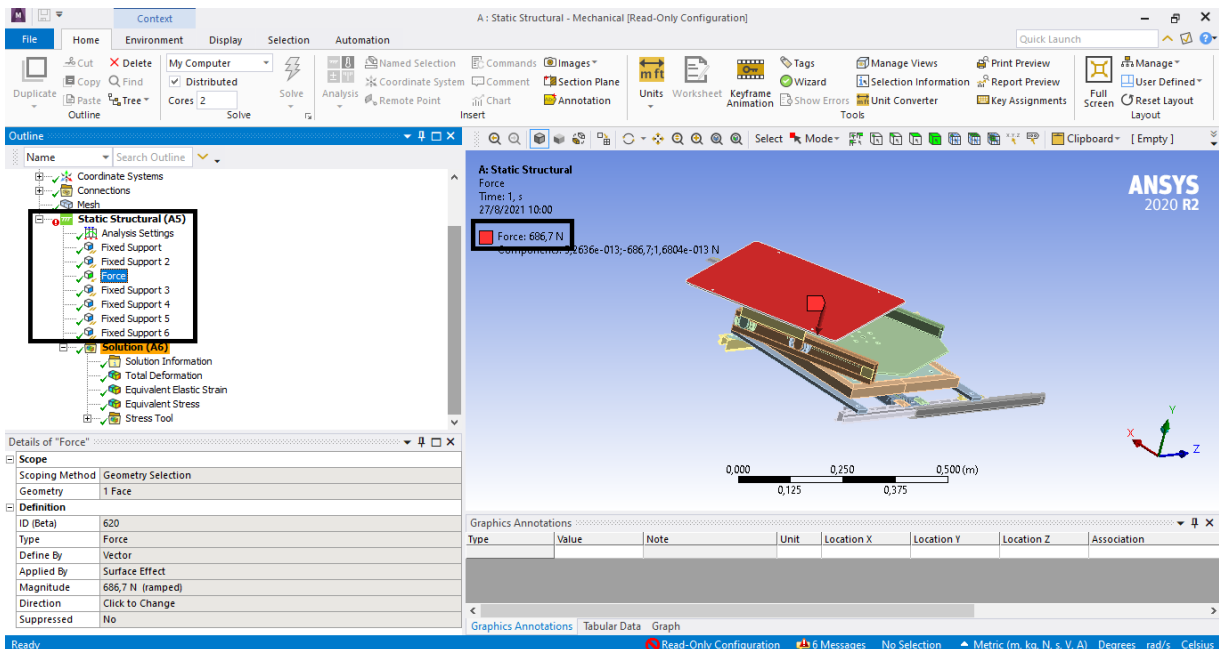 Context
A : Static Structural - Mechanical [Read-Only Configuration]
File Home Environment Display Selection Automation
Quick Launch
Duplicate
Cut
Copy
Paste
Delete
Find
Tree
Outline
My Computer
Distributed
Cores 2
Solve
Solve
Analysis
Named Selection
Coordinate System
Remote Point
Commands
Comment
Chart
Images
Section Plane
Annotation
Insert
Units
Worksheet
Keyframe
Animation
Tags
Wizard
Show Errors
Manage Views
Selection Information
Unit Converter
Print Preview
Report Preview
Key Assignments
Tools
Full
Screen
Manage
User Defined
Reset Layout
Layout
Outline
Name Search Outline
Coordinate Systems
Connections
Mesh
Static Structural (A5)
Analysis Settings
Fixed Support
Fixed Support 2
Force
Fixed Support 3
Fixed Support 4
Fixed Support 5
Fixed Support 6
Solution (A6)
Solution Information
Total Deformation
Equivalent Elastic Strain
Equivalent Stress
Stress Tool
Details of "Force"
Scope
Scoping Method Geometry Selection
Geometry 1 Face
Definition
ID (Beta) 620
Type Force
Define By Vector
Applied By Surface Effect
Magnitude 686,7 N (ramped)
Direction Click to Change
Suppressed No
Select Mode Clipboard [ Empty ]
A: Static Structural
Force
Time: 1, s
27/8/2021 10:00
Force: 686,7 N
ANSYS
2020 R2
0,000 0,250 0,500 (m)
0,125 0,375
Y
X
Z
Graphics Annotations
Type Value Note Unit Location X Location Y Location Z Association
Graphics Annotations Tabular Data Graph
Ready Read-Only Configuration 6 Messages No Selection Metric (m, kg, N, s, V, A) Degrees rad/s Celsius